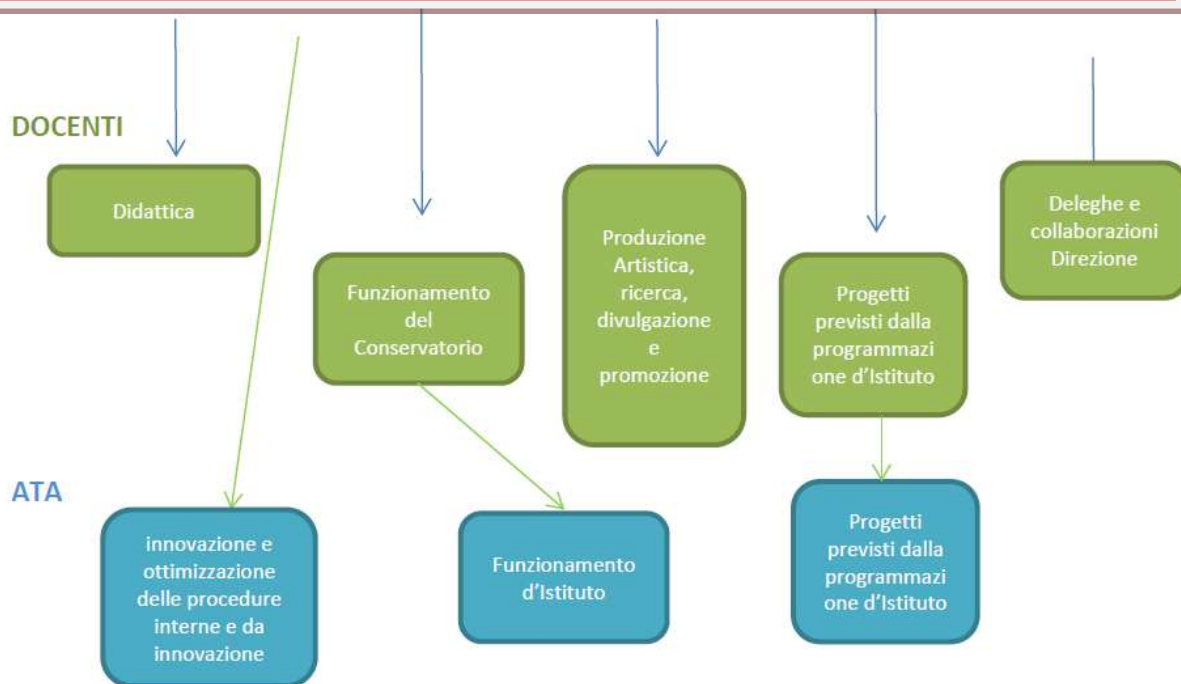 DOCENTI
Didattica
Funzionamento
del
Conservatorio
Produzione
Artistica,
ricerca,
divulgazione
e
promozione
Progetti
previsti dalla
programmazi
one d’Istituto
Deleghe e
collaborazioni
Direzione
ATA
innovazione e
ottimizzazione
delle procedure
interne e da
innovazione
Funzionamento
d’Istituto
Progetti
previsti dalla
programmazi
one d’Istituto